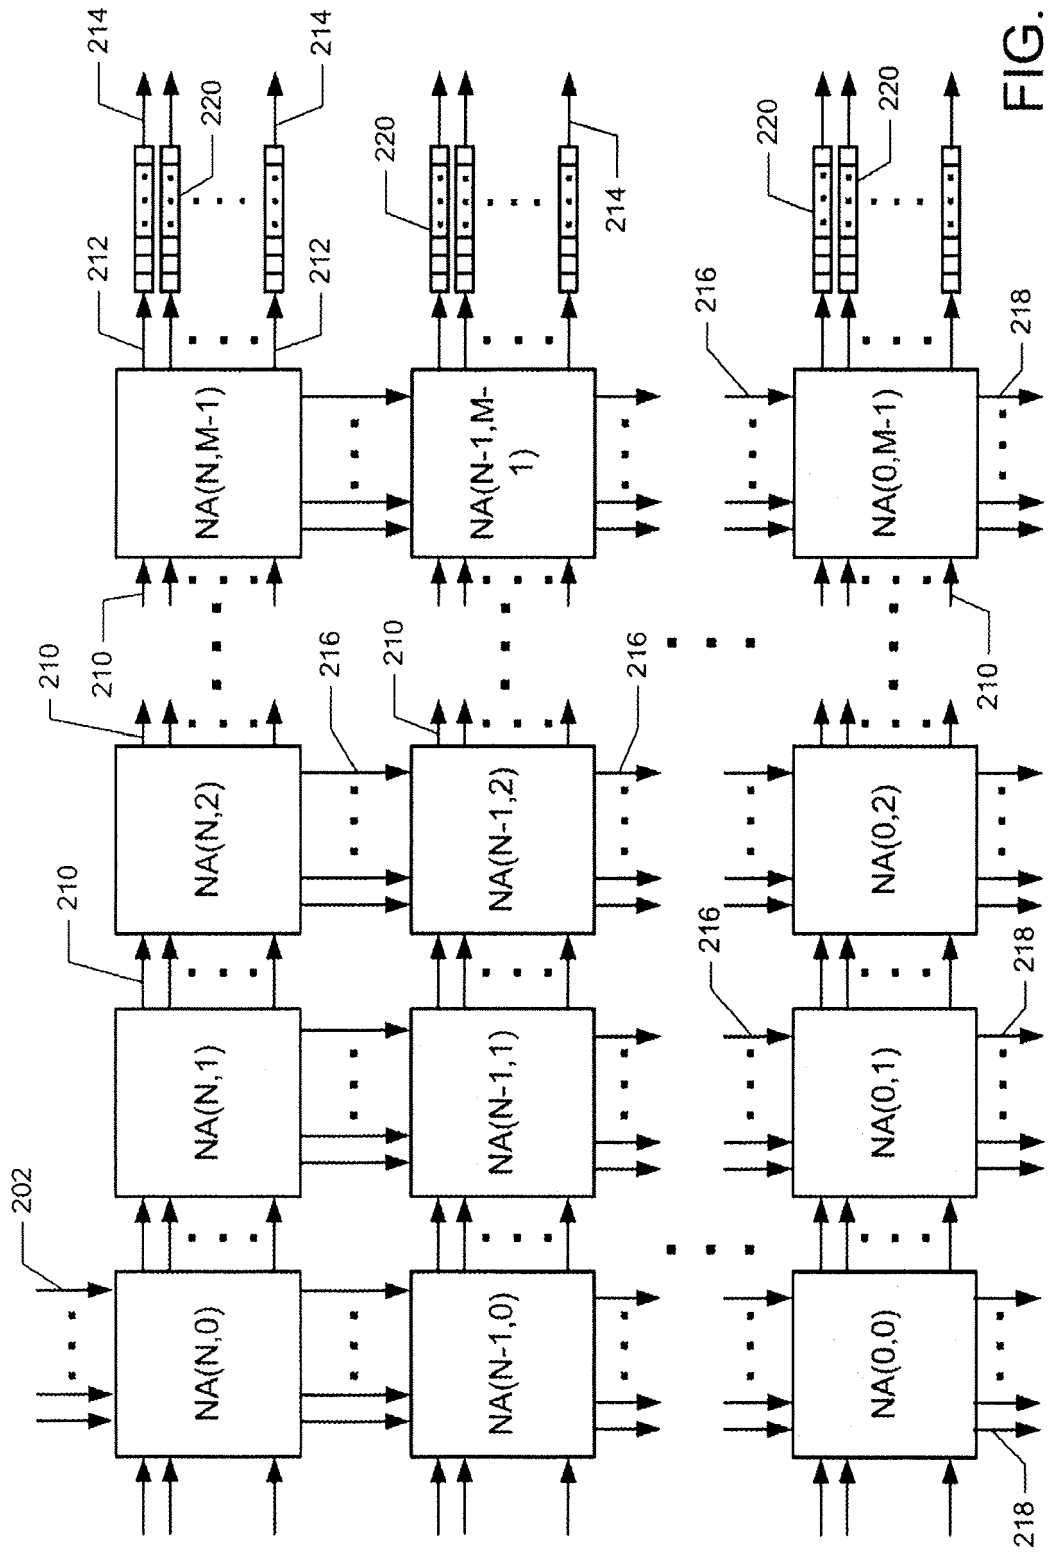 202
210
210
210
210
212
214
220
NA(N,0)
NA(N,1)
NA(N,2)
NA(N,M-1)
212
214
216
210
220
NA(N-1,0)
NA(N-1,1)
NA(N-1,2)
NA(N-1,M-
1)
214
216
216
216
220
220
NA(0,0)
NA(0,1)
NA(0,2)
NA(0,M-1)
210
218
218
218
FIG.